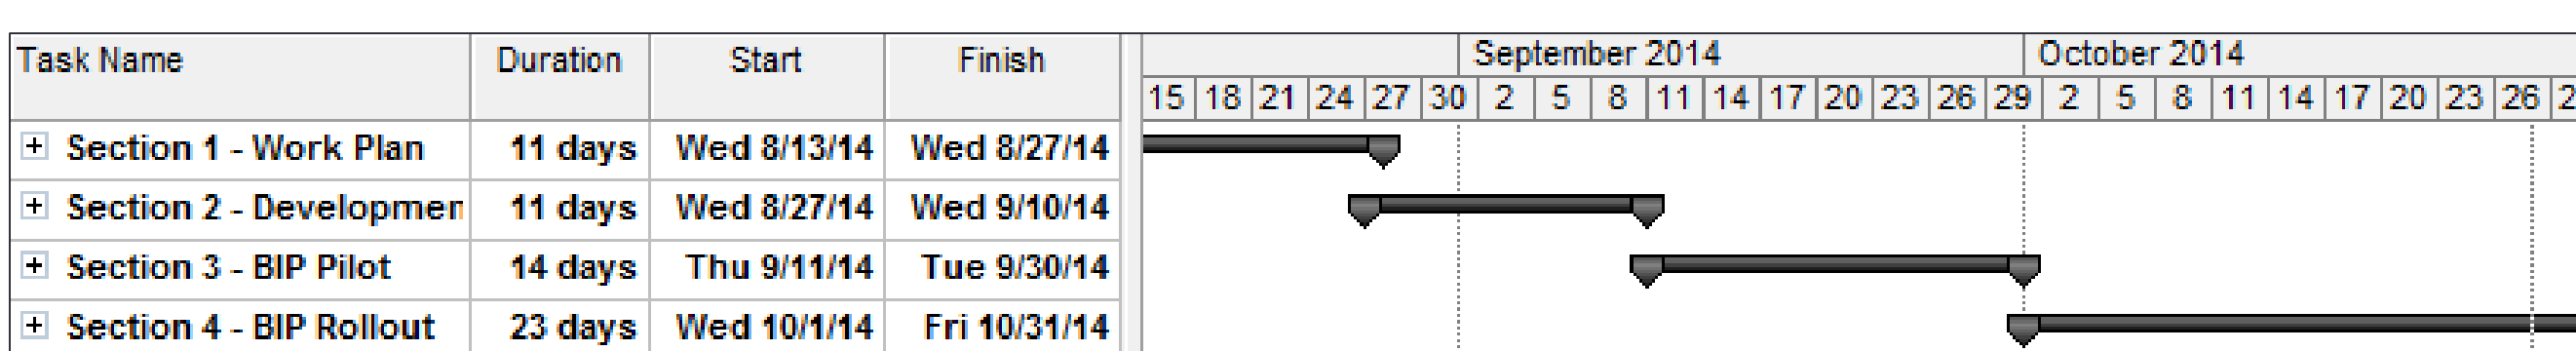 Task Name Duration Start Finish September 2014 October 2014
15 18 21 24 27 30 2 5 8 11 14 17 20 23 26 29 2 5 8 11 14 17 20 23 26 2
+ Section 1 - Work Plan 11 days Wed 8/13/14 Wed 8/27/14
+ Section 2 - Developmen 11 days Wed 8/27/14 Wed 9/10/14
+ Section 3 - BIP Pilot 14 days Thu 9/11/14 Tue 9/30/14
+ Section 4 - BIP Rollout 23 days Wed 10/1/14 Fri 10/31/14